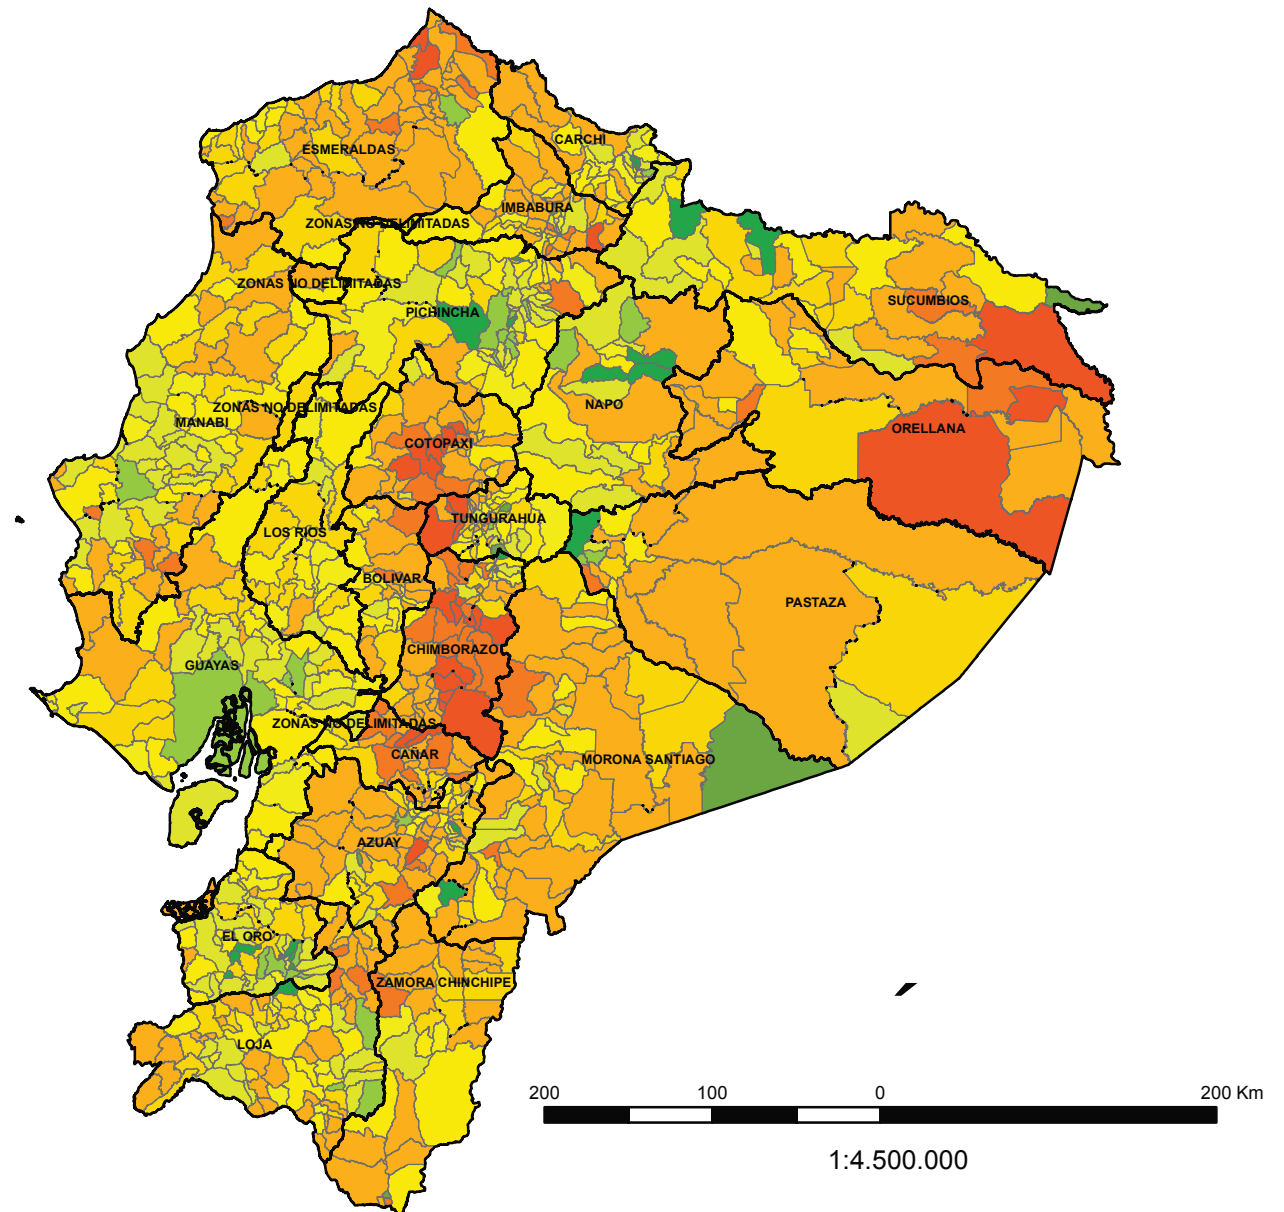 CARCHI
ESMERALDAS
IMBABURA
ZONAS NO DELIMITADAS
ZONAS NO DELIMITADAS
SUCUMBIOS
PICHINCHA
NAPO
ZONAS NO DELIMITADAS
MANABI
ORELLANA
COTOPAXI
TUNGURAHUA
LOS RIOS
BOLIVAR
PASTAZA
CHIMBORAZO
GUAYAS
ZONAS NO DELIMITADAS
CAÑAR
MORONA SANTIAGO
AZUAY
EL ORO
ZAMORA CHINCHIPE
LOJA
200 100 0 200 Km
1:4.500.000